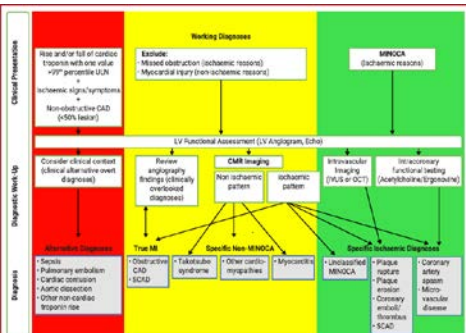 Clinical Presentation
Rise and/or fall of cardiac
troponin with one value
>99th percentile ULN
+
Ischaemic signs/symptoms
+
Non-obstructive CAD
(<50% lesion)
Working Diagnoses
Exclude:
• Missed obstruction (ischaemic reasons)
• Myocardial injury (non-ischaemic reasons)
MINOCA
(ischaemic reasons)
LV Functional Assessment (LV Angiogram, Echo)
Diagnostic Work-Up
Consider clinical context
(clinical alternative overt
diagnoses)
Review
angiography
findings (clinically
overlooked diagnoses)
CMR Imaging
Non ischaemic
pattern
Ischaemic
pattern
Intravascular
Imaging
(IVUS or OCT)
Intracoronary
functional testing
(Acetylcholine/Ergonovine)
Diagnosis
Alternative Diagnoses
• Sepsis
• Pulmonary embolism
• Cardiac contusion
• Aortic dissection
• Other non-cardiac
troponin rise
True MI
• Obstructive
CAD
• SCAD
Specific Non-MINOCA
• Takotsubo
syndrome
• Other cardio-
myopathies
• Myocarditis
Specific Ischaemic Diagnoses
• Unclassified
MINOCA
• Plaque
rupture
• Plaque
erosion
• Coronary
emboli/
thrombus
• SCAD
• Coronary
artery
spasm
• Micro-
vascular
disease